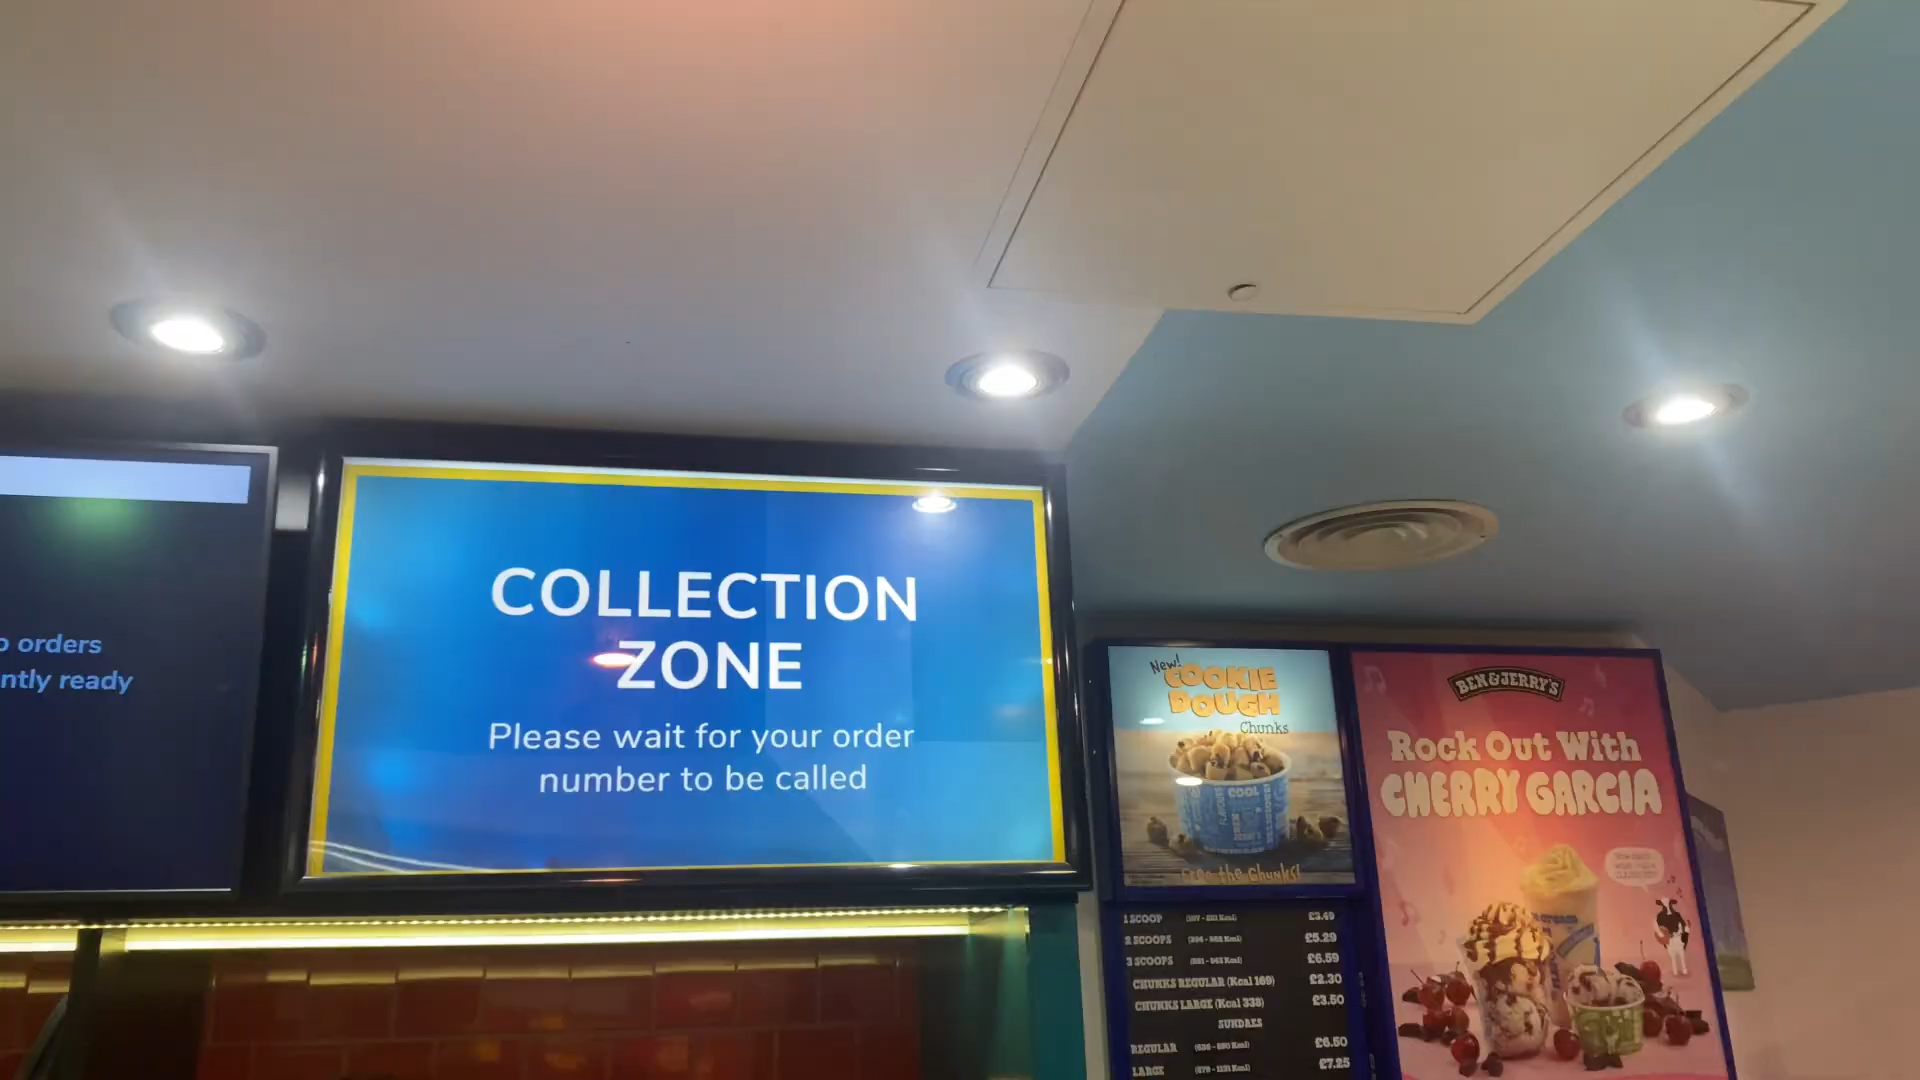 o orders
ntly ready
COLLECTION
ZONE
Please wait for your order
number to be called
New!
COOKIE
DOUGH
Chunks
COOL
Free the Chunks!
1 SCOOP £3.49
2 SCOOPS £5.29
3 SCOOPS £6.59
CHUNKS REGULAR (Kcal 169) £2.30
CHUNKS LARGE (Kcal 338) £3.50
SUNDAES
REGULAR £6.50
LARGE £7.25
BEN & JERRY'S
Rock Out With
CHERRY GARCIA